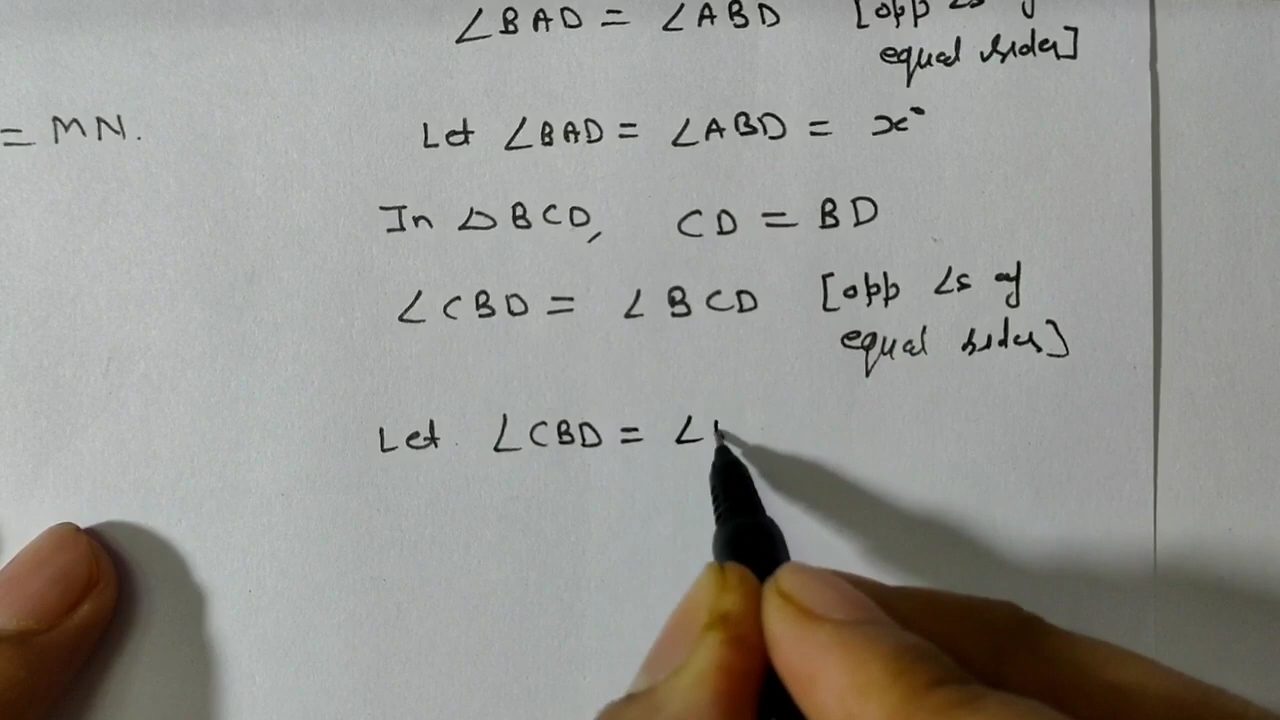 ∠BAD = ∠ABD [opp ∠s of
equal sides]
= MN.
Let ∠BAD = ∠ABD = x°
In △BCD, CD = BD
∠CBD = ∠BCD [opp ∠s of
equal sides]
Let ∠CBD = ∠